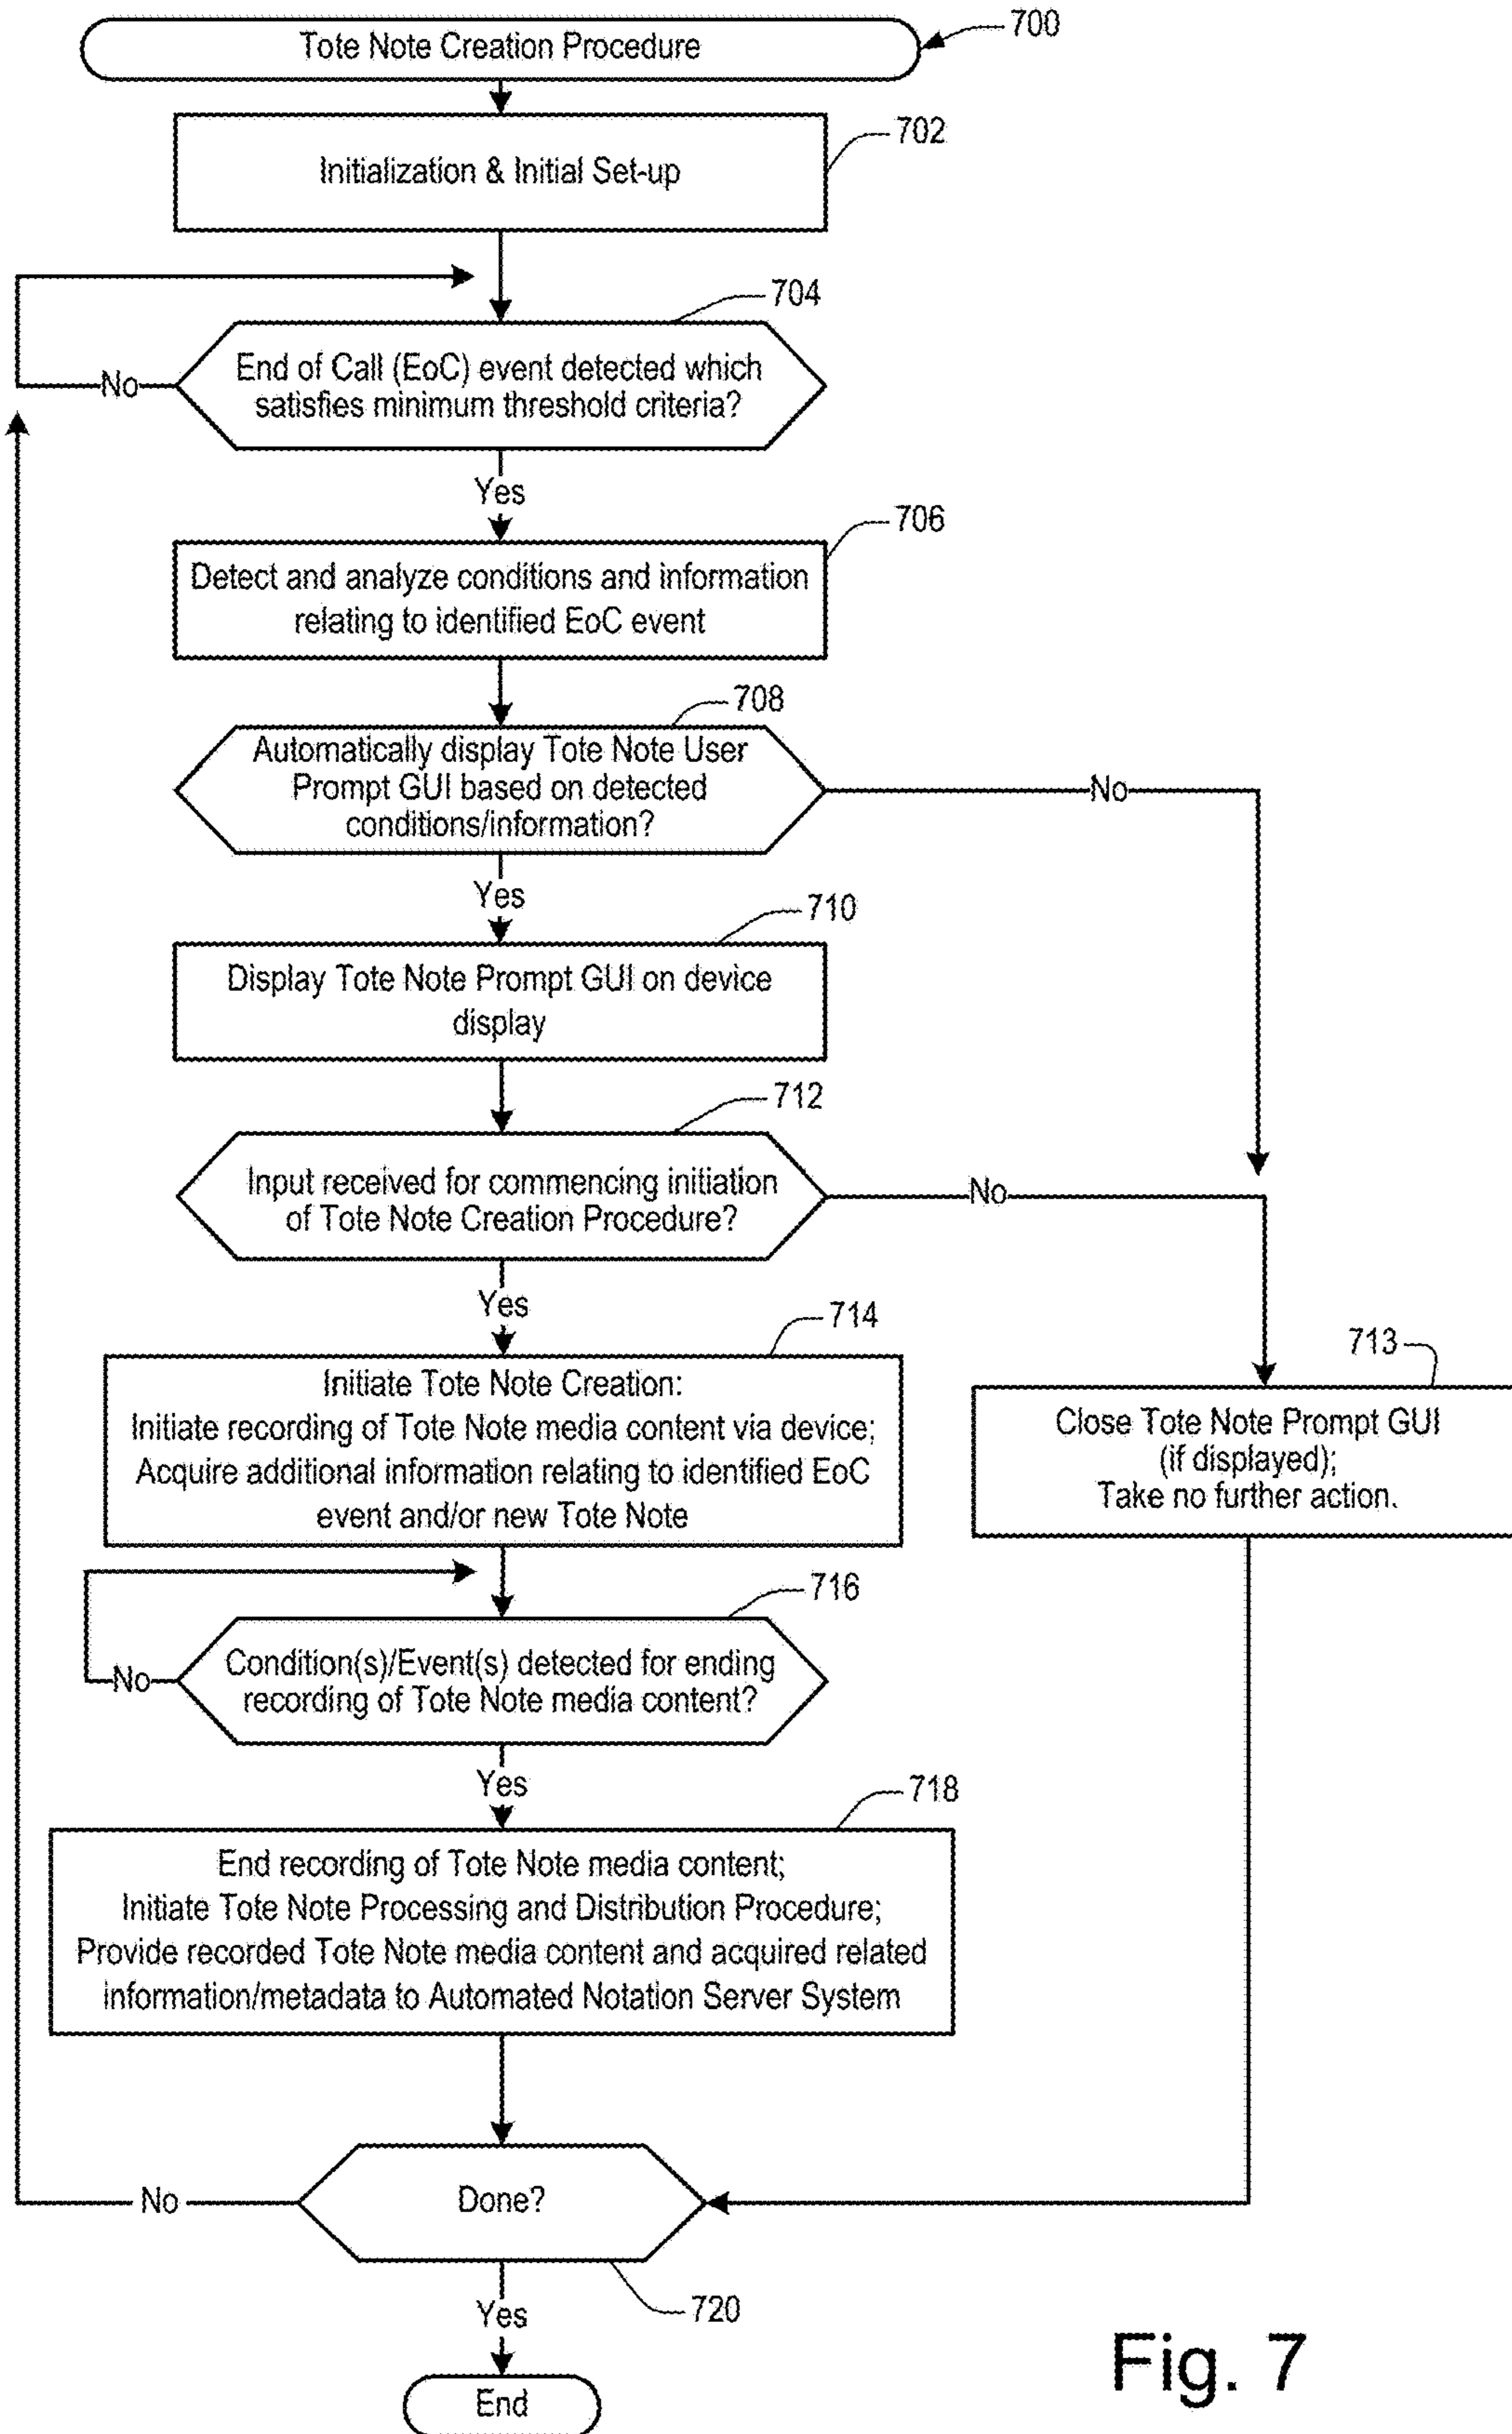 Tote Note Creation Procedure
700
Initialization & Initial Set-up
702
704
End of Call (EoC) event detected which
satisfies minimum threshold criteria?
No
Yes
706
Detect and analyze conditions and information
relating to identified EoC event
708
Automatically display Tote Note User
Prompt GUI based on detected
conditions/information?
No
Yes
710
Display Tote Note Prompt GUI on device
display
712
Input received for commencing initiation
of Tote Note Creation Procedure?
No
Yes
714
Initiate Tote Note Creation:
Initiate recording of Tote Note media content via device;
Acquire additional information relating to identified EoC
event and/or new Tote Note
713
Close Tote Note Prompt GUI
(if displayed);
Take no further action.
716
Condition(s)/Event(s) detected for ending
recording of Tote Note media content?
No
Yes
718
End recording of Tote Note media content;
Initiate Tote Note Processing and Distribution Procedure;
Provide recorded Tote Note media content and acquired related
information/metadata to Automated Notation Server System
Done?
No
720
Yes
End
Fig. 7